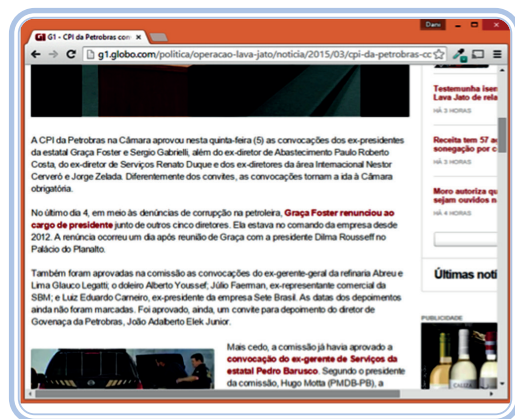 Dani
G1 - CPI da Petrobras com
g1.globo.com/politica/operacao-lava-jato/noticia/2015/03/cpi-da-petrobras-cc
A CPI da Petrobras na Câmara aprovou nesta quinta-feira (5) as convocações dos ex-presidentes
da estatal Graça Foster e Sergio Gabrielli, além do ex-diretor de Abastecimento Paulo Roberto
Costa, do ex-diretor de Serviços Renato Duque e dos ex-diretores da área Internacional Nestor
Cerveró e Jorge Zelada. Diferentemente dos convites, as convocações tornam a ida à Câmara
obrigatória.
No último dia 4, em meio às denúncias de corrupção na petroleira, Graça Foster renunciou ao
cargo de presidente junto de outros cinco diretores. Ela estava no comando da empresa desde
2012. A renúncia ocorreu um dia após reunião de Graça com a presidente Dilma Rousseff no
Palácio do Planalto.
Também foram aprovadas na comissão as convocações do ex-gerente-geral da refinaria Abreu e
Lima Glauco Legatti; o doleiro Alberto Youssef; Júlio Faerman, ex-representante comercial da
SBM; e Luiz Eduardo Carneiro, ex-presidente da empresa Sete Brasil. As datas dos depoimentos
ainda não foram marcadas. Foi aprovado, ainda, um convite para depoimento do diretor de
Govenaça da Petrobras, João Adalberto Elek Junior.
Mais cedo, a comissão já havia aprovado a
convocação do ex-gerente de Serviços da
estatal Pedro Barusco. Segundo o presidente
da comissão, Hugo Motta (PMDB-PB), a
Testemunha isen
Lava Jato de rela
HÁ 3 HORAS
Receita tem 57 a
sonegação por c
HÁ 3 HORAS
Moro autoriza qu
sejam ouvidos n
HÁ 4 HORAS
Últimas notí
PUBLICIDADE